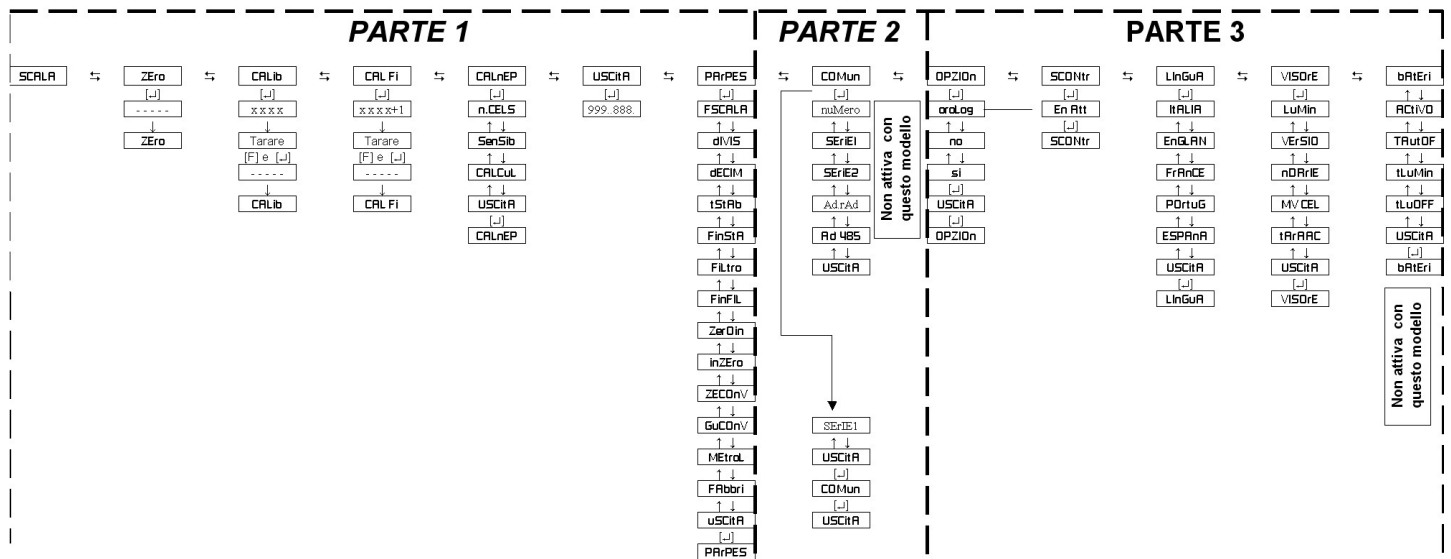 PARTE 1
PARTE 2
PARTE 3
SCALA ⇆ ZEro ⇆ CALib ⇆ CAL Fi ⇆ CALnEP ⇆ USCitA ⇆ PArPES ⇆ COMun ⇆ OPZIOn ⇆ SCONtr ⇆ LInGuA ⇆ VISOrE ⇆ bAtEri
[↵]
- - - - -
↓
ZEro
[↵]
xxxx
↓
Tarare
[F] e [↵]
- - - - -
↓
CALib
[↵]
xxxx+1
↓
Tarare
[F] e [↵]
- - - - -
↓
CAL Fi
[↵]
n.CELS
↑ ↓
SenSib
↑ ↓
CALCuL
↑ ↓
USCitA
[↵]
CALnEP
[↵]
999..888.
[↵]
FSCALA
↑ ↓
dIVIS
↑ ↓
dECIM
↑ ↓
tStAb
↑ ↓
FinStA
↑ ↓
FiLtro
↑ ↓
FinFIL
↑ ↓
Zer0in
↑ ↓
inZEro
↑ ↓
ZECOnV
↑ ↓
GuCOnV
↑ ↓
MEtroL
↑ ↓
FAbbri
↑ ↓
uSCitA
[↵]
PArPES
[↵]
nuMero
↑ ↓
SEriE1
↑ ↓
SEriE2
↑ ↓
Ad.rAd
↑ ↓
Ad 485
↑ ↓
USCitA
Non attiva con
questo modello
SErIE1
↑ ↓
USCitA
[↵]
COMun
[↵]
USCitA
[↵]
oroLog
↑ ↓
no
↑ ↓
si
[↵]
USCitA
[↵]
OPZIOn
[↵]
En Att
[↵]
SCONtr
[↵]
ItALIA
↑ ↓
EnGLAN
↑ ↓
FrAnCE
↑ ↓
POrtuG
↑ ↓
ESPAnA
↑ ↓
USCitA
[↵]
LInGuA
[↵]
LuMin
↑ ↓
VErSIO
↑ ↓
nOArIE
↑ ↓
MV CEL
↑ ↓
tArAAC
↑ ↓
USCitA
[↵]
VISOrE
↑ ↓
ACtiVO
↑ ↓
TAutOF
↑ ↓
tLuMin
↑ ↓
tLuOFF
↑ ↓
USCitA
[↵]
bAtEri
Non attiva con
questo modello